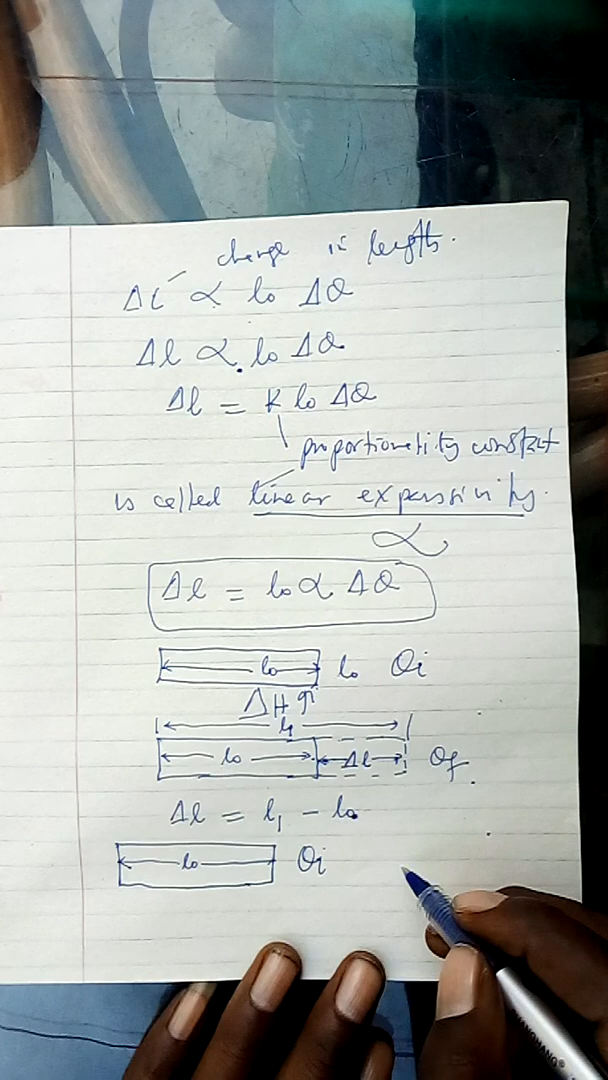 change in length.
Δl ∝ lo Δθ
Δl ∝ lo Δθ
Δl = K lo Δθ
proportionality constant
is called linear expansivity.
∝
Δl = lo ∝ Δθ
lo lo θi
ΔH ↑
l1
lo Δl θf
Δl = l1 - lo
lo θi